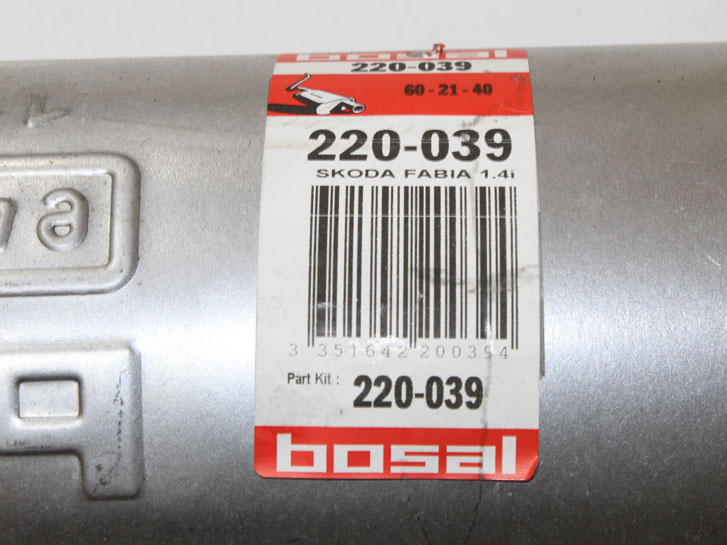 bosal
220-039
60-21-40
220-039
SKODA FABIA 1.4i
3 351642 200394
Part Kit : 220-039
bosal